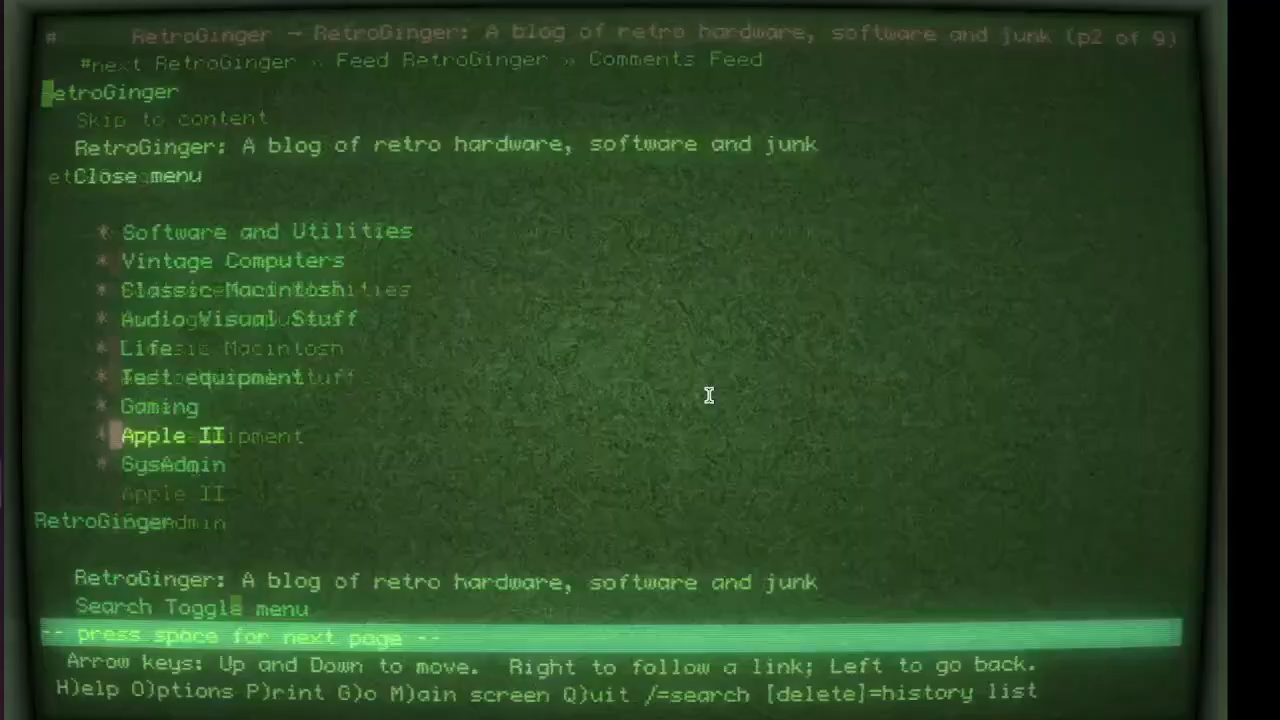 # RetroGinger → RetroGinger: A blog of retro hardware, software and junk (p2 of 9)
#next RetroGinger » Feed RetroGinger » Comments Feed
RetroGinger
Skip to content
RetroGinger: A blog of retro hardware, software and junk
Close menu
* Software and Utilities
* Vintage Computers
* Classic Macintosh
* Audio Visual Stuff
* Life
* Test equipment
* Gaming
* Apple II
* SysAdmin
RetroGinger
RetroGinger: A blog of retro hardware, software and junk
Search Toggle menu
-- press space for next page --
Arrow keys: Up and Down to move. Right to follow a link; Left to go back.
H)elp O)ptions P)rint G)o M)ain screen Q)uit /=search [delete]=history list